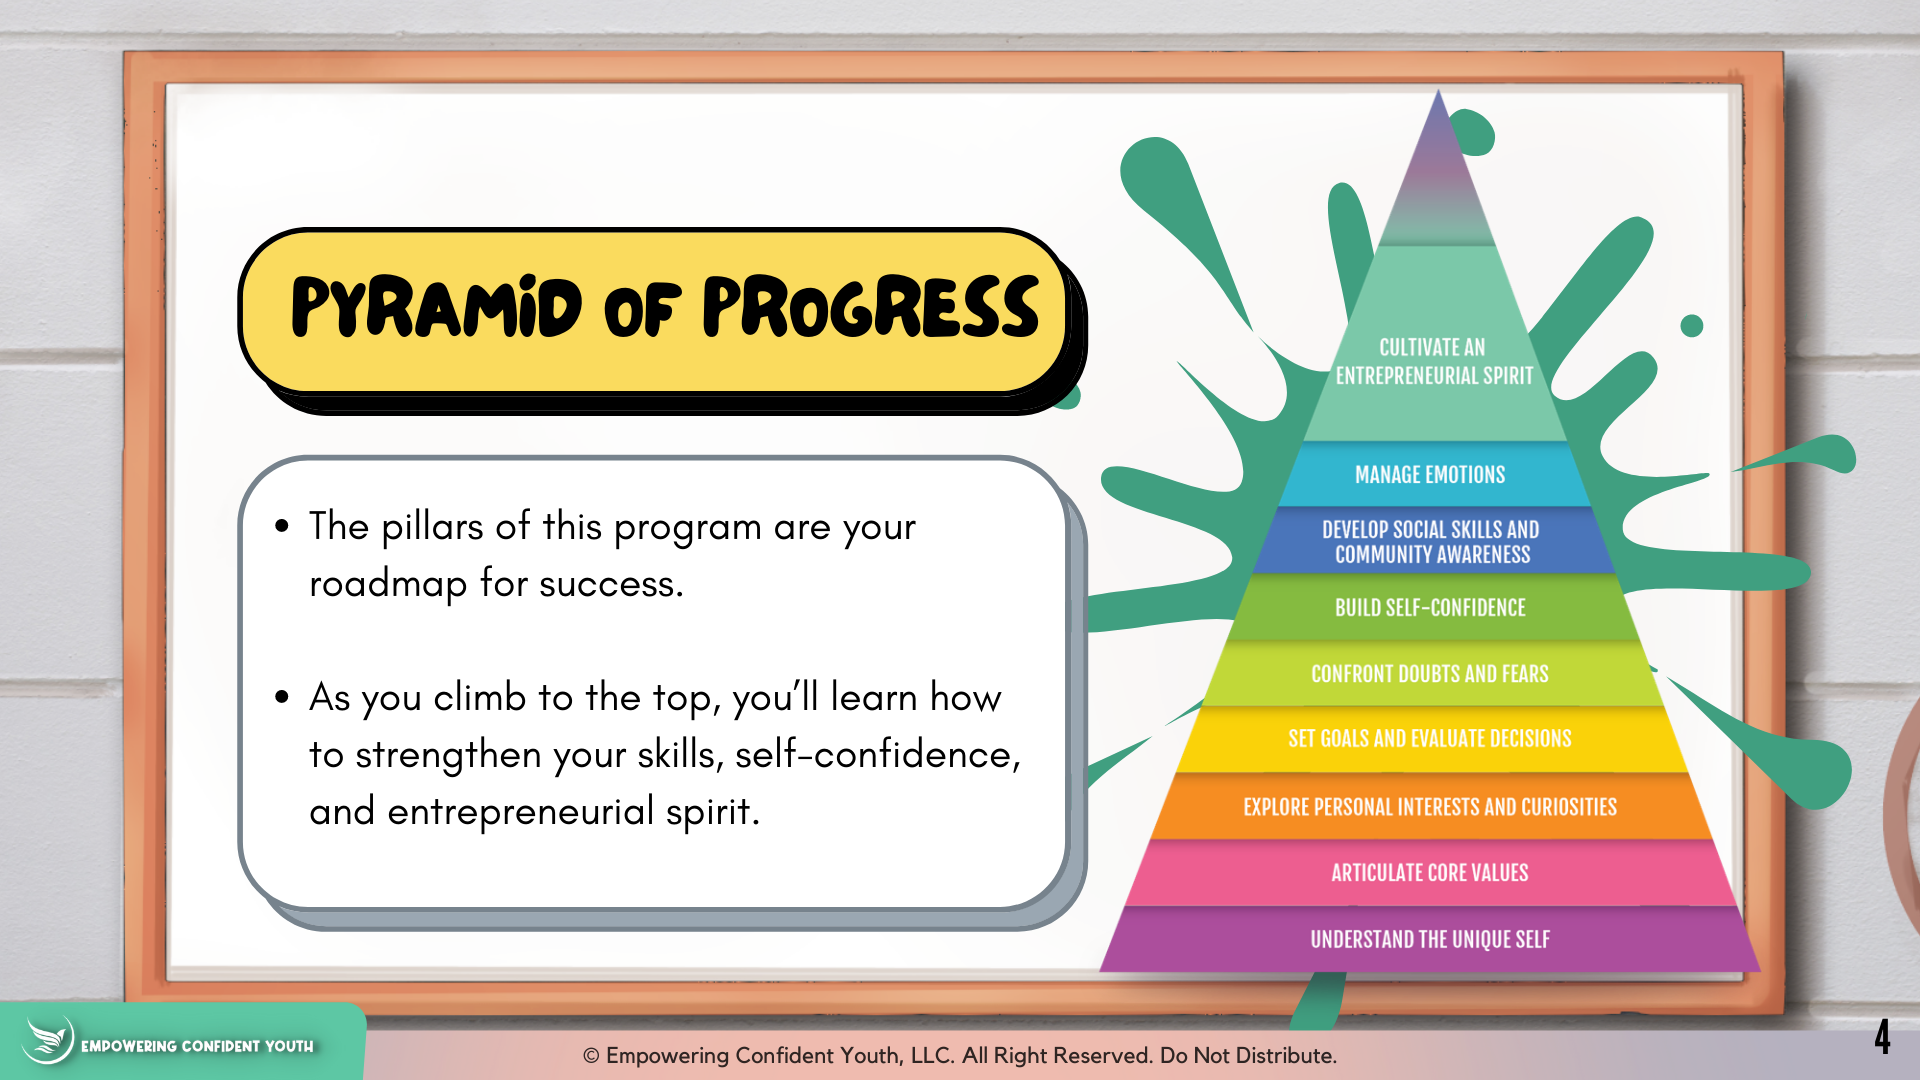 PYRAMiD OF PROGRESS
• The pillars of this program are your
roadmap for success.
• As you climb to the top, you’ll learn how
to strengthen your skills, self-confidence,
and entrepreneurial spirit.
CULTIVATE AN
ENTREPRENEURIAL SPIRIT
MANAGE EMOTIONS
DEVELOP SOCIAL SKILLS AND
COMMUNITY AWARENESS
BUILD SELF-CONFIDENCE
CONFRONT DOUBTS AND FEARS
SET GOALS AND EVALUATE DECISIONS
EXPLORE PERSONAL INTERESTS AND CURIOSITIES
ARTICULATE CORE VALUES
UNDERSTAND THE UNIQUE SELF
EMPOWERING CONFIDENT YOUTH
© Empowering Confident Youth, LLC. All Right Reserved. Do Not Distribute.
4